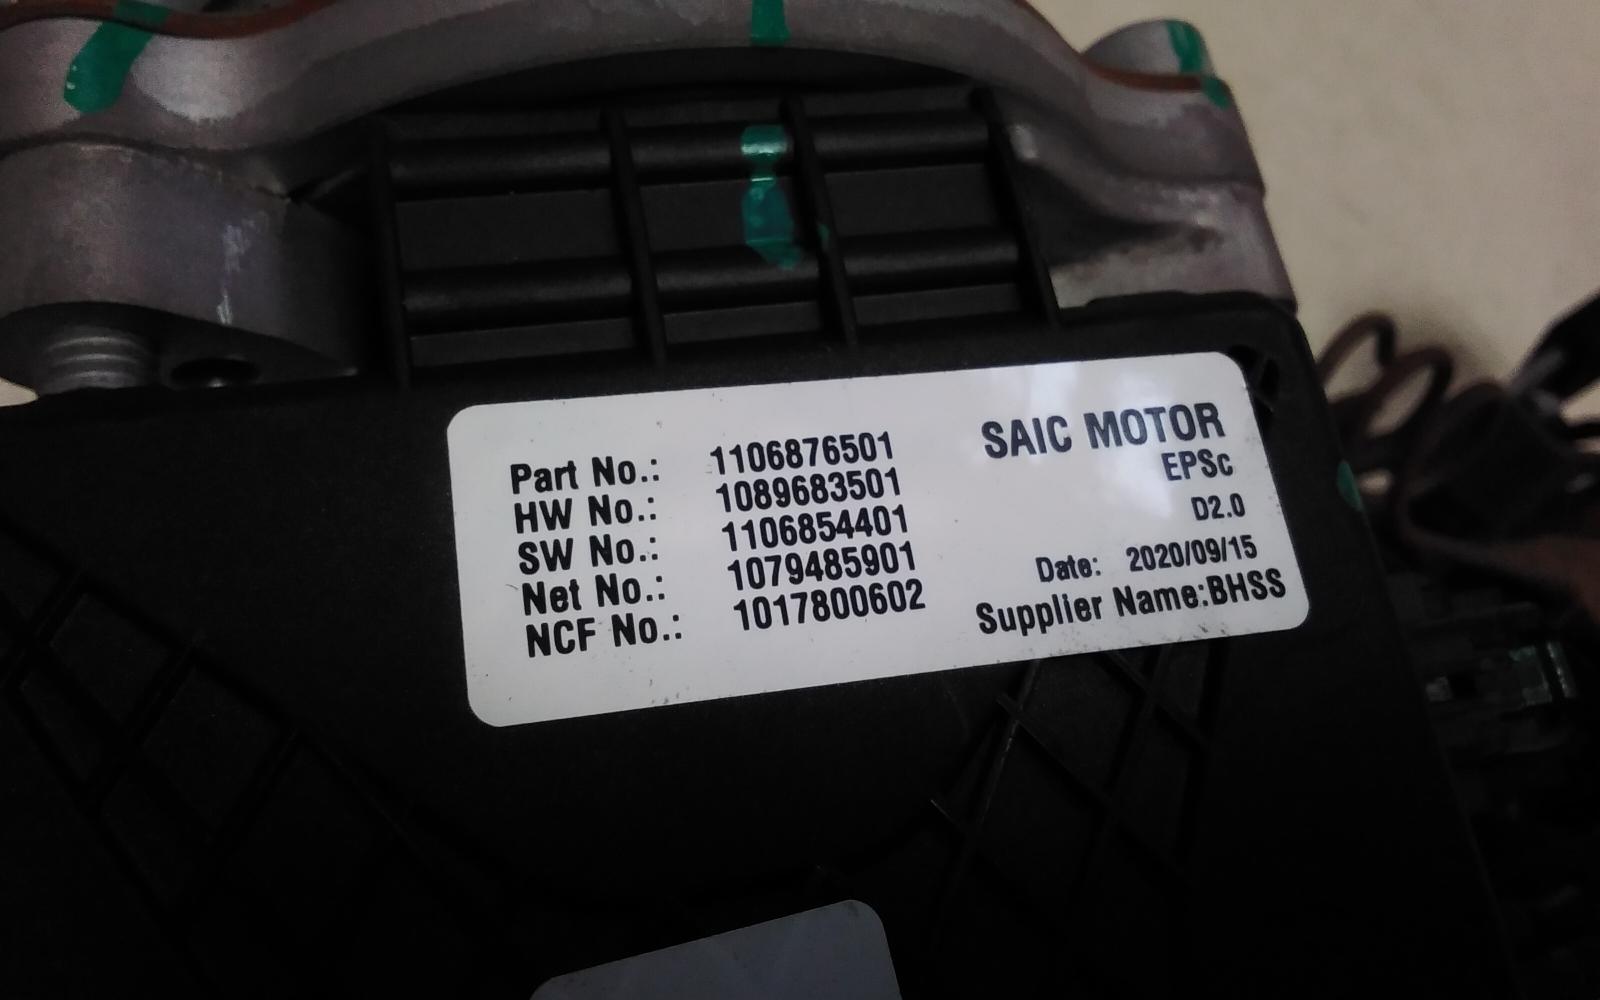 Part No.: 1106876501
HW No.: 1089683501
SW No.: 1106854401
Net No.: 1079485901
NCF No.: 1017800602
SAIC MOTOR
EPSc
D2.0
Date: 2020/09/15
Supplier Name:BHSS